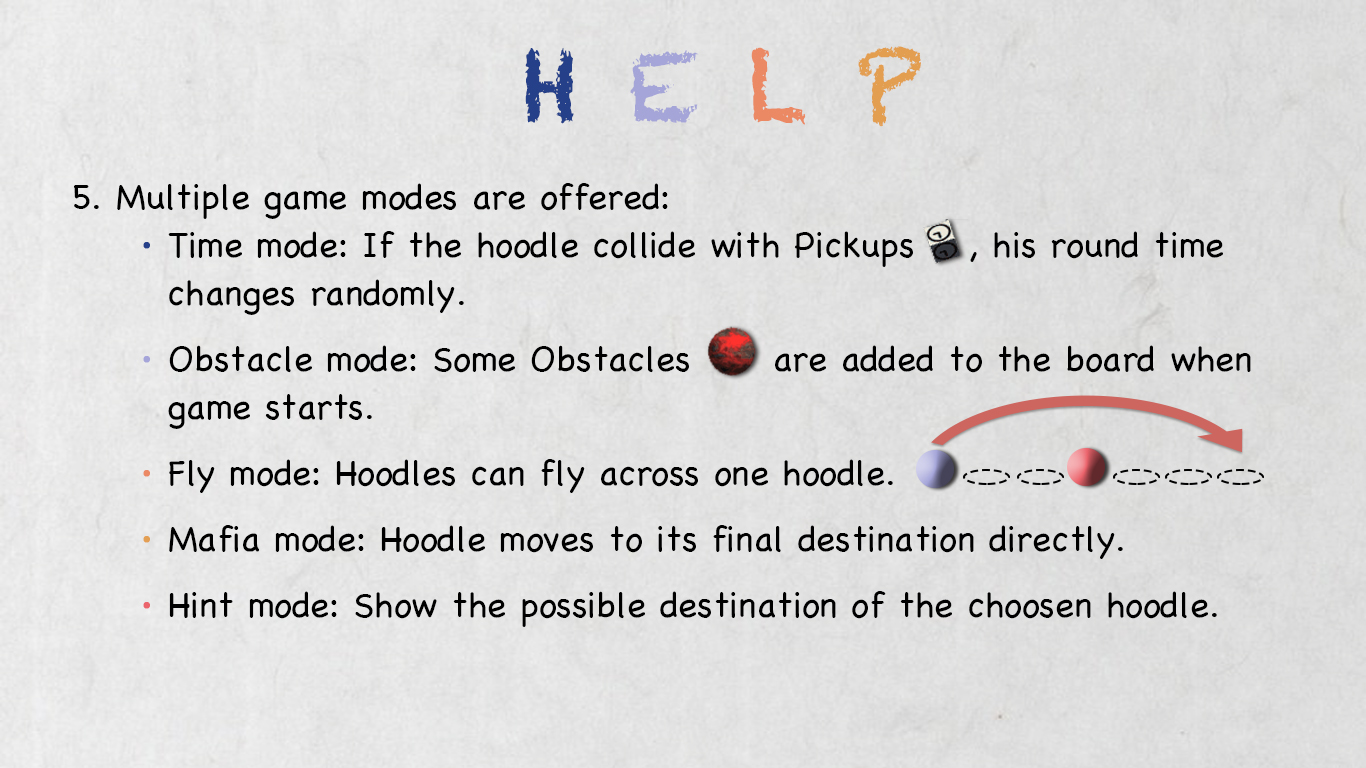 HELP
5. Multiple game modes are offered:
• Time mode: If the hoodle collide with Pickups , his round time
changes randomly.
• Obstacle mode: Some Obstacles are added to the board when
game starts.
• Fly mode: Hoodles can fly across one hoodle.
• Mafia mode: Hoodle moves to its final destination directly.
• Hint mode: Show the possible destination of the choosen hoodle.